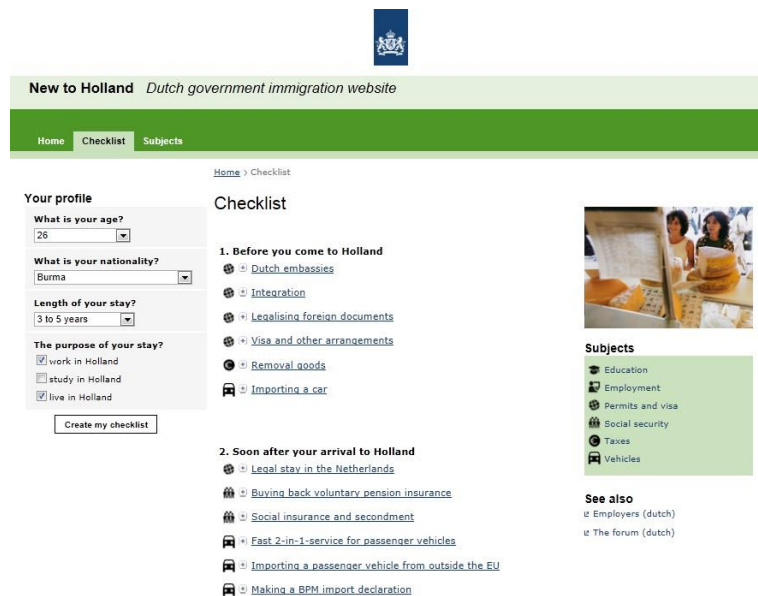 New to Holland Dutch government immigration website
Home Checklist Subjects
Home > Checklist
Your profile
What is your age?
26
What is your nationality?
Burma
Length of your stay?
3 to 5 years
The purpose of your stay?
work in Holland
study in Holland
live in Holland
Create my checklist
Checklist
1. Before you come to Holland
Dutch embassies
Integration
Legalising foreign documents
Visa and other arrangements
Removal goods
Importing a car
2. Soon after your arrival to Holland
Legal stay in the Netherlands
Buying back voluntary pension insurance
Social insurance and secondment
Fast 2-in-1-service for passenger vehicles
Importing a passenger vehicle from outside the EU
Making a BPM import declaration
Subjects
Education
Employment
Permits and visa
Social security
Taxes
Vehicles
See also
Employers (dutch)
The forum (dutch)